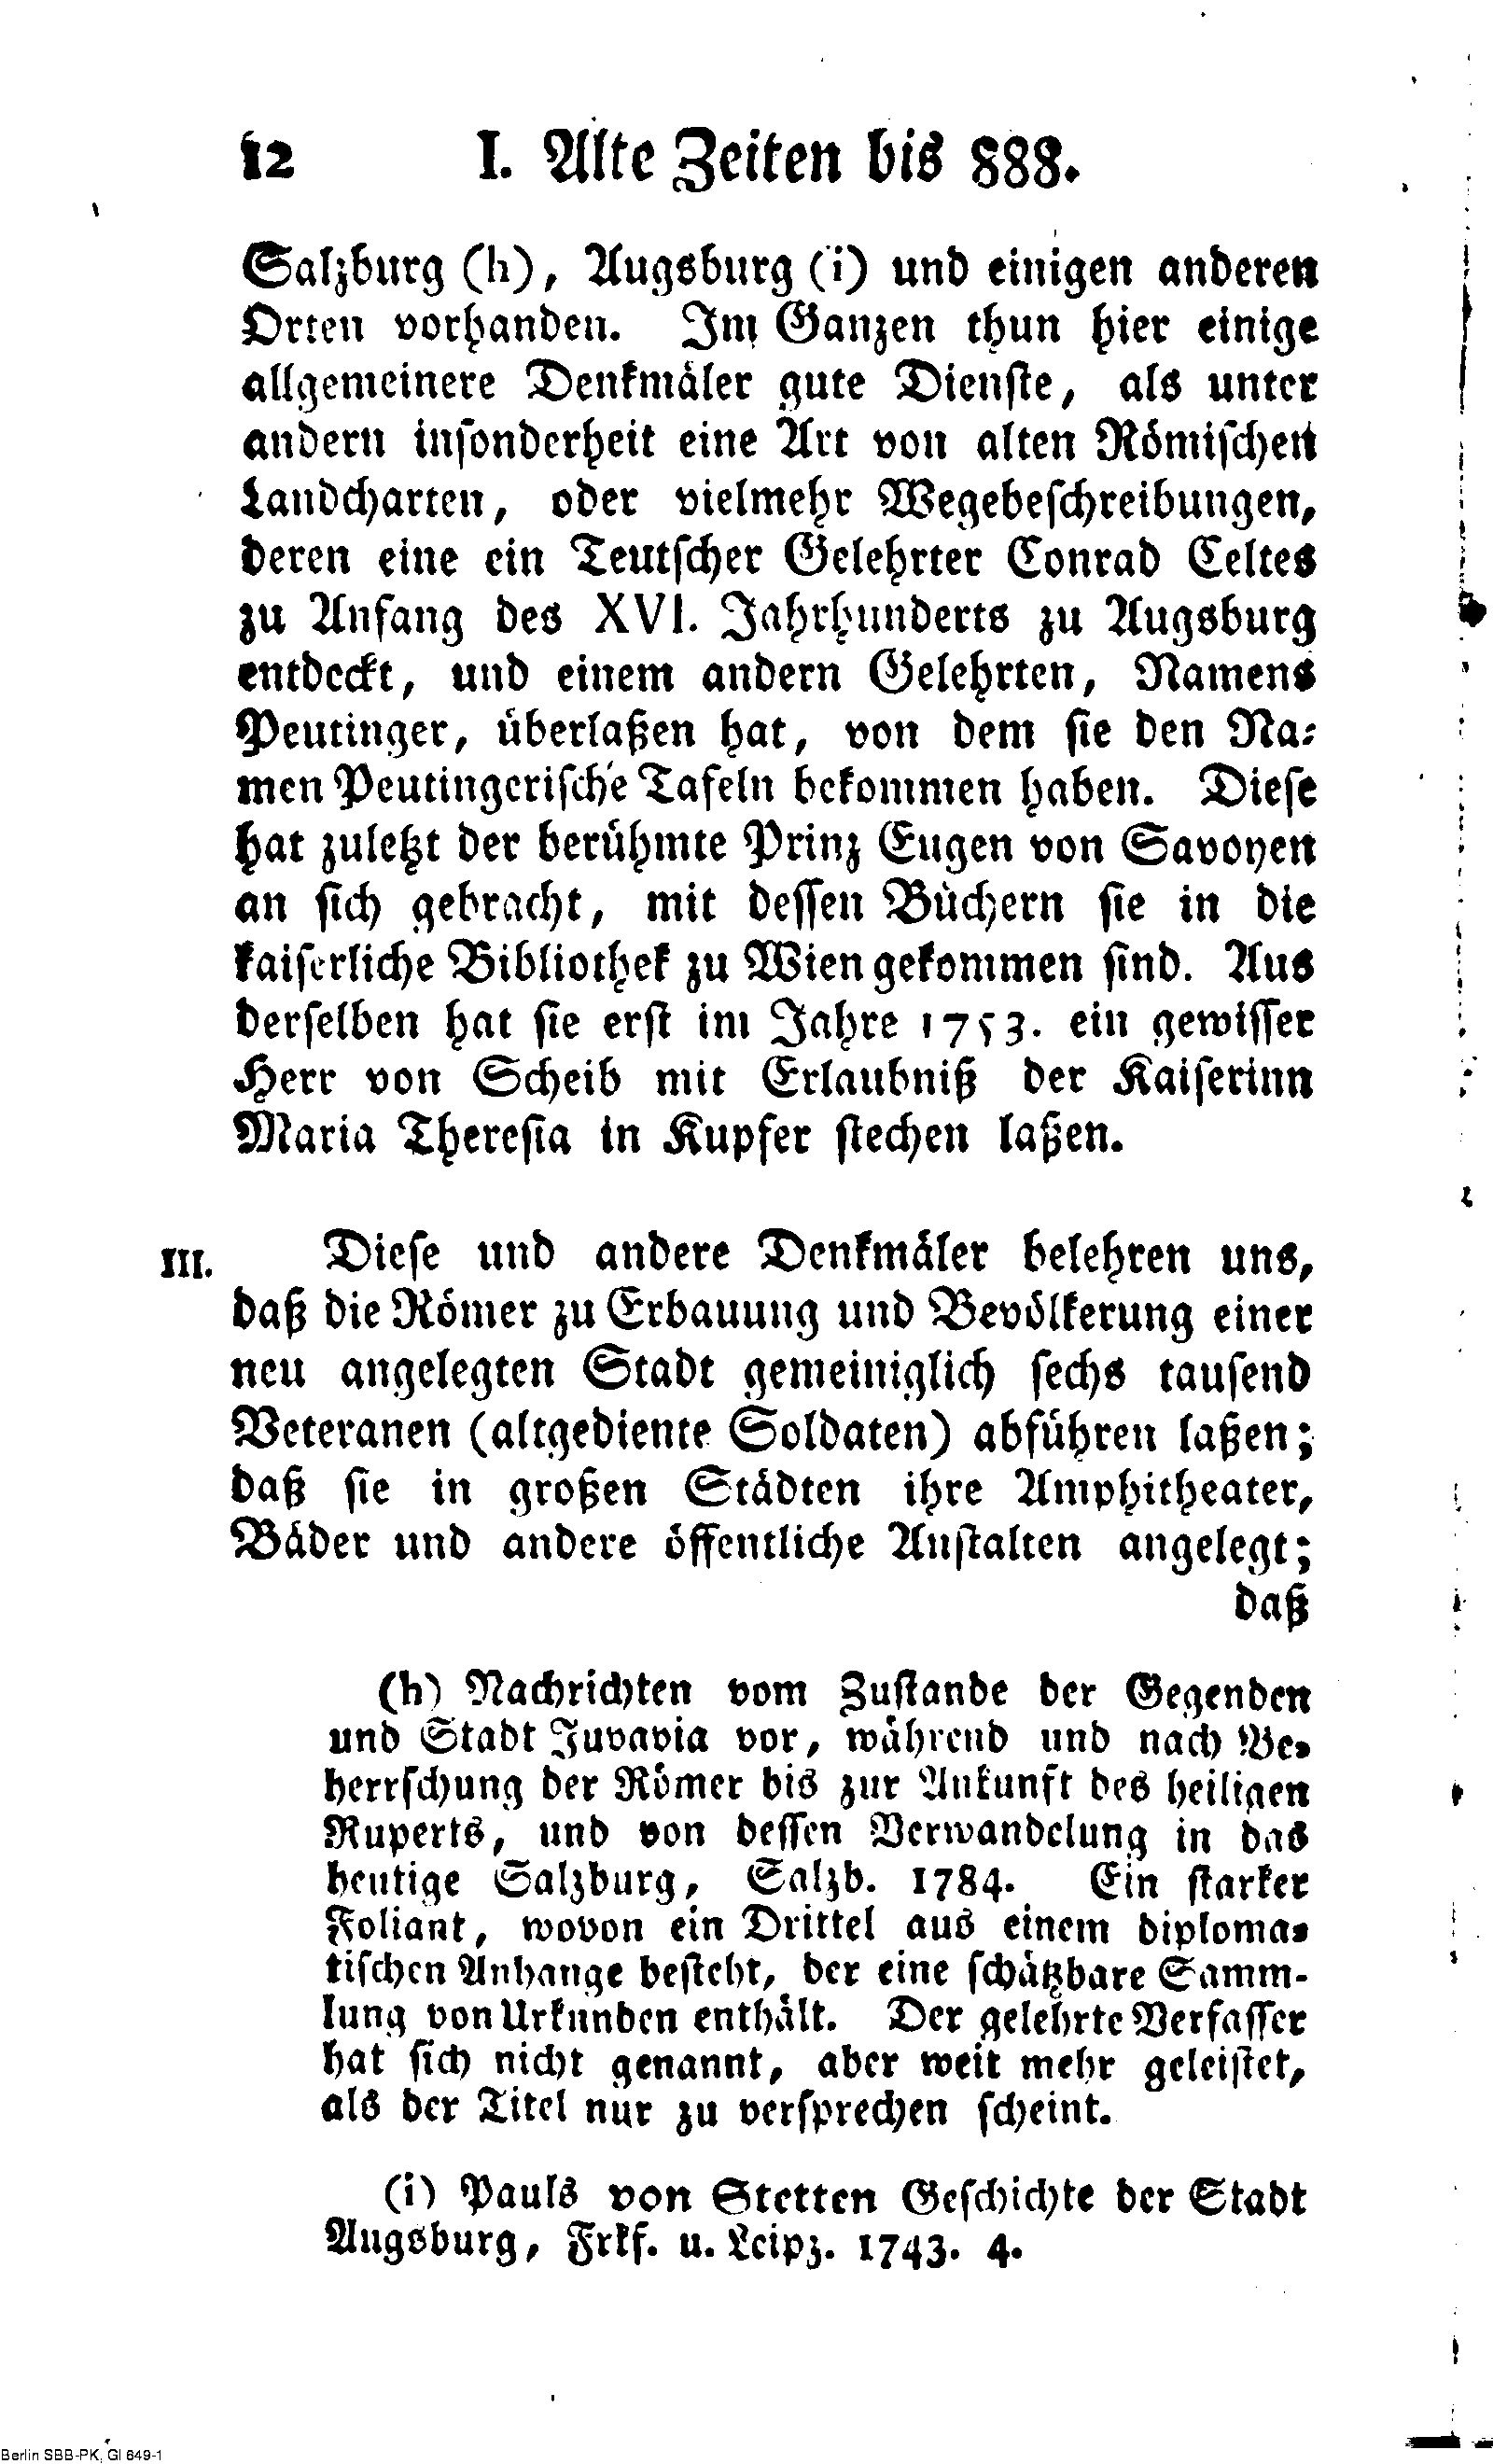 12 I. Alte Zeiten bis 888.
Salzburg (h), Augsburg (i) und einigen anderen
Orten vorhanden. Im Ganzen thun hier einige
allgemeinere Denkmäler gute Dienste, als unter
andern insonderheit eine Art von alten Römischen
Landcharten, oder vielmehr Wegebeschreibungen,
deren eine ein Teutscher Gelehrter Conrad Celtes
zu Anfang des XVI. Jahrhunderts zu Augsburg
entdeckt, und einem andern Gelehrten, Namens
Peutinger, überlaßen hat, von dem sie den Na⸗
men Peutingerische Tafeln bekommen haben. Diese
hat zuletzt der berühmte Prinz Eugen von Savoyen
an sich gebracht, mit dessen Büchern sie in die
kaiserliche Bibliothek zu Wien gekommen sind. Aus
derselben hat sie erst im Jahre 1753. ein gewisser
Herr von Scheib mit Erlaubniß der Kaiserinn
Maria Theresia in Kupfer stechen laßen.
III. Diese und andere Denkmäler belehren uns,
daß die Römer zu Erbauung und Bevölkerung einer
neu angelegten Stadt gemeiniglich sechs tausend
Veteranen (altgediente Soldaten) abführen laßen;
daß sie in großen Städten ihre Amphitheater,
Bäder und andere öffentliche Anstalten angelegt;
daß
(h) Nachrichten vom Zustande der Gegenden
und Stadt Juvavia vor, während und nach Be⸗
herrschung der Römer bis zur Ankunft des heiligen
Ruperts, und von dessen Verwandelung in das
heutige Salzburg, Salzb. 1784. Ein starker
Foliant, wovon ein Drittel aus einem diploma⸗
tischen Anhange besteht, der eine schätzbare Samm-
lung von Urkunden enthält. Der gelehrte Verfasser
hat sich nicht genannt, aber weit mehr geleistet,
als der Titel nur zu versprechen scheint.
(i) Pauls von Stetten Geschichte der Stadt
Augsburg, Frkf. u. Leipz. 1743. 4.
Berlin SBB-PK, Gl 649-1